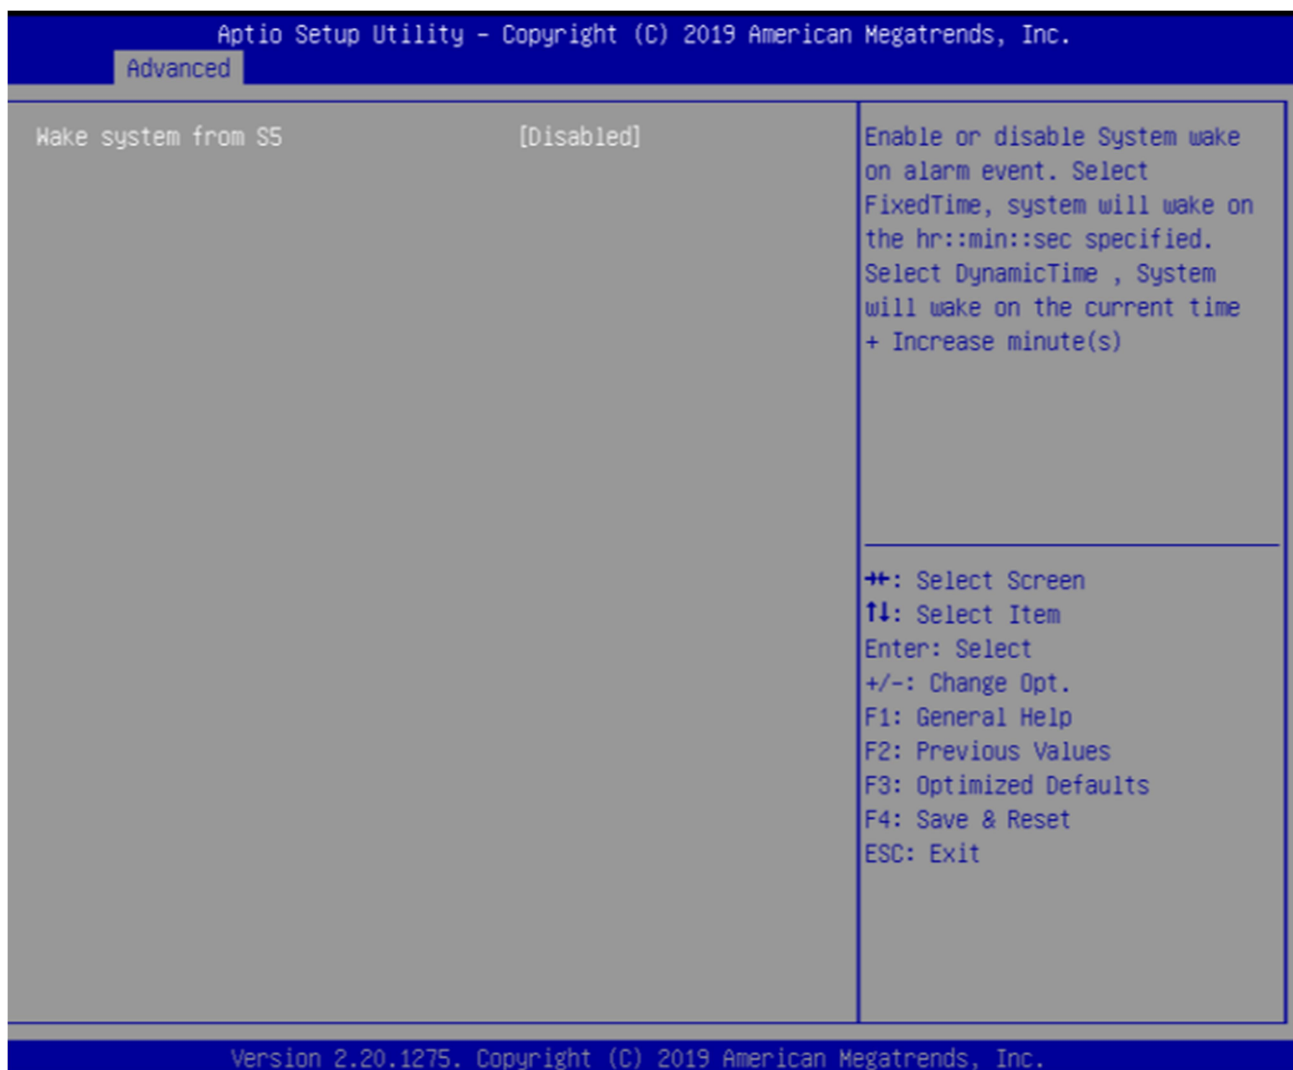 Aptio Setup Utility – Copyright (C) 2019 American Megatrends, Inc.
Advanced
Wake system from S5 [Disabled]
Enable or disable System wake
on alarm event. Select
FixedTime, system will wake on
the hr::min::sec specified.
Select DynamicTime , System
will wake on the current time
+ Increase minute(s)
→←: Select Screen
↑↓: Select Item
Enter: Select
+/-: Change Opt.
F1: General Help
F2: Previous Values
F3: Optimized Defaults
F4: Save & Reset
ESC: Exit
Version 2.20.1275. Copyright (C) 2019 American Megatrends, Inc.